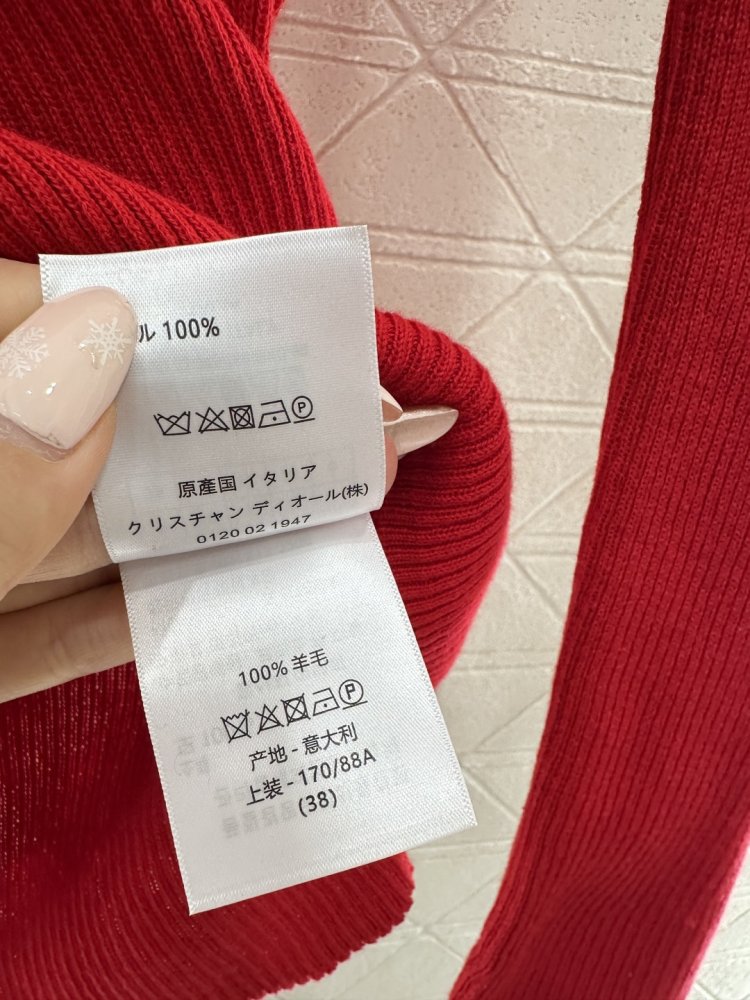 ル 100%
原産国 イタリア
クリスチャン ディオール(株)
0120 02 1947
100% 羊毛
产地 - 意大利
上装 - 170/88A
(38)